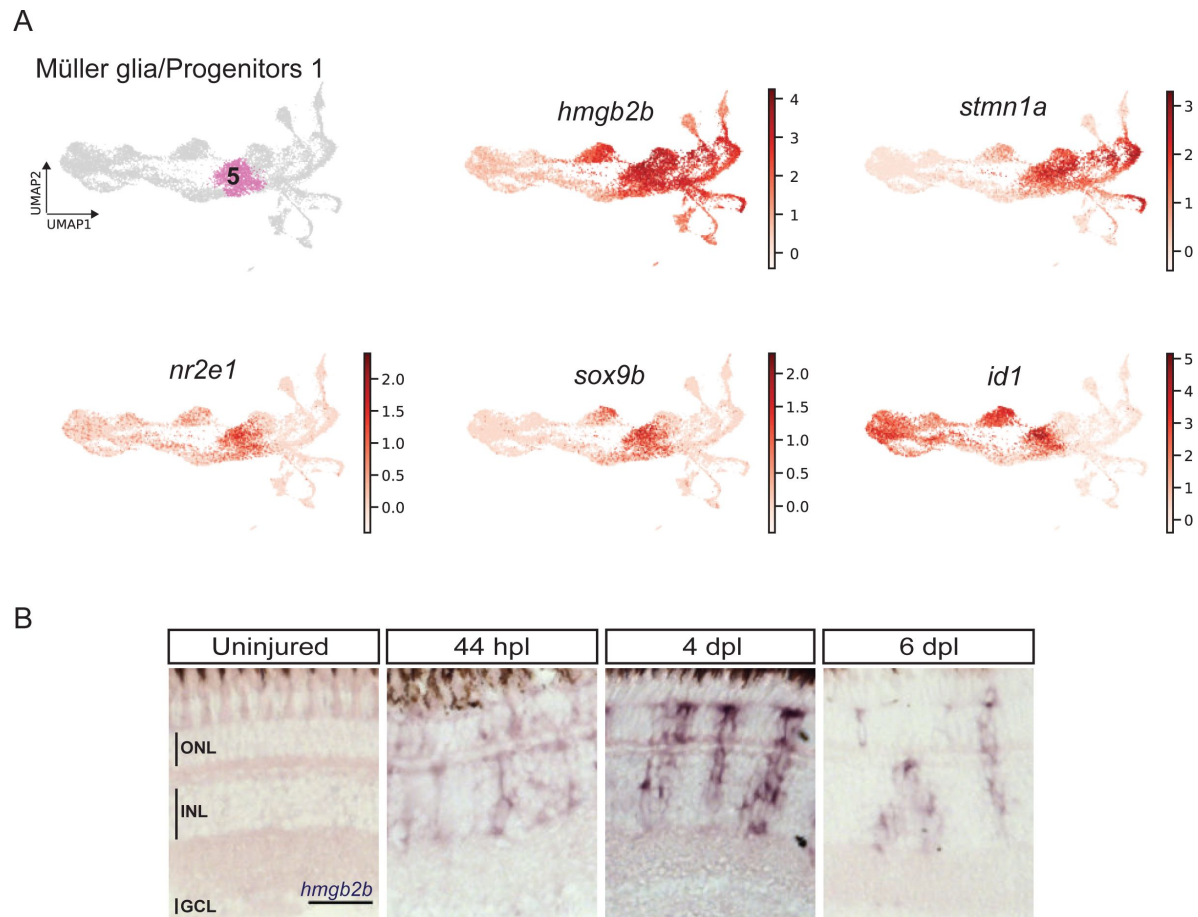 A
Müller glia/Progenitors 1
5
UMAP2
UMAP1
hmgb2b
4
3
2
1
0
stmn1a
3
2
1
0
nr2e1
2.0
1.5
1.0
0.5
0.0
sox9b
2.0
1.5
1.0
0.5
0.0
id1
5
4
3
2
1
0
B
Uninjured
44 hpl
4 dpl
6 dpl
ONL
INL
hmgb2b
GCL